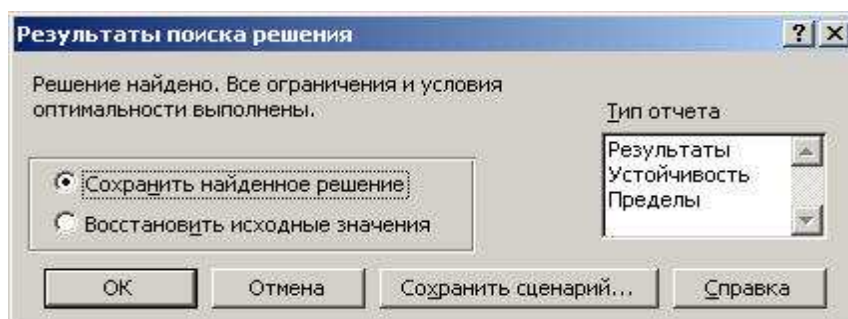 Результаты поиска решения
Решение найдено. Все ограничения и условия
оптимальности выполнены.
Тип отчета
Результаты
Устойчивость
Пределы
Сохранить найденное решение
Восстановить исходные значения
ОК
Отмена
Сохранить сценарий...
Справка